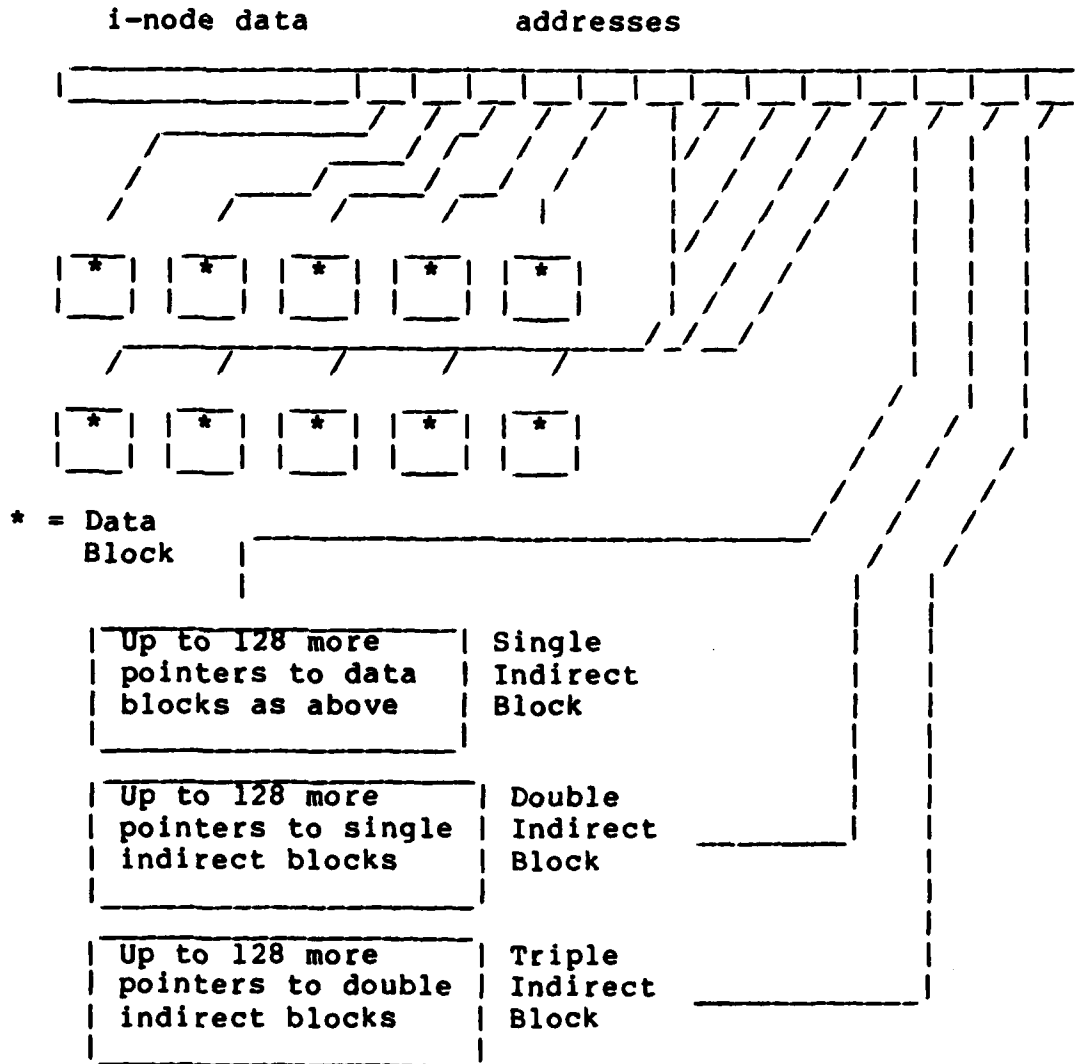 i-node data addresses
* * * * *
* * * * *
* = Data
Block
Up to 128 more
pointers to data
blocks as above
Single
Indirect
Block
Up to 128 more
pointers to single
indirect blocks
Double
Indirect
Block
Up to 128 more
pointers to double
indirect blocks
Triple
Indirect
Block